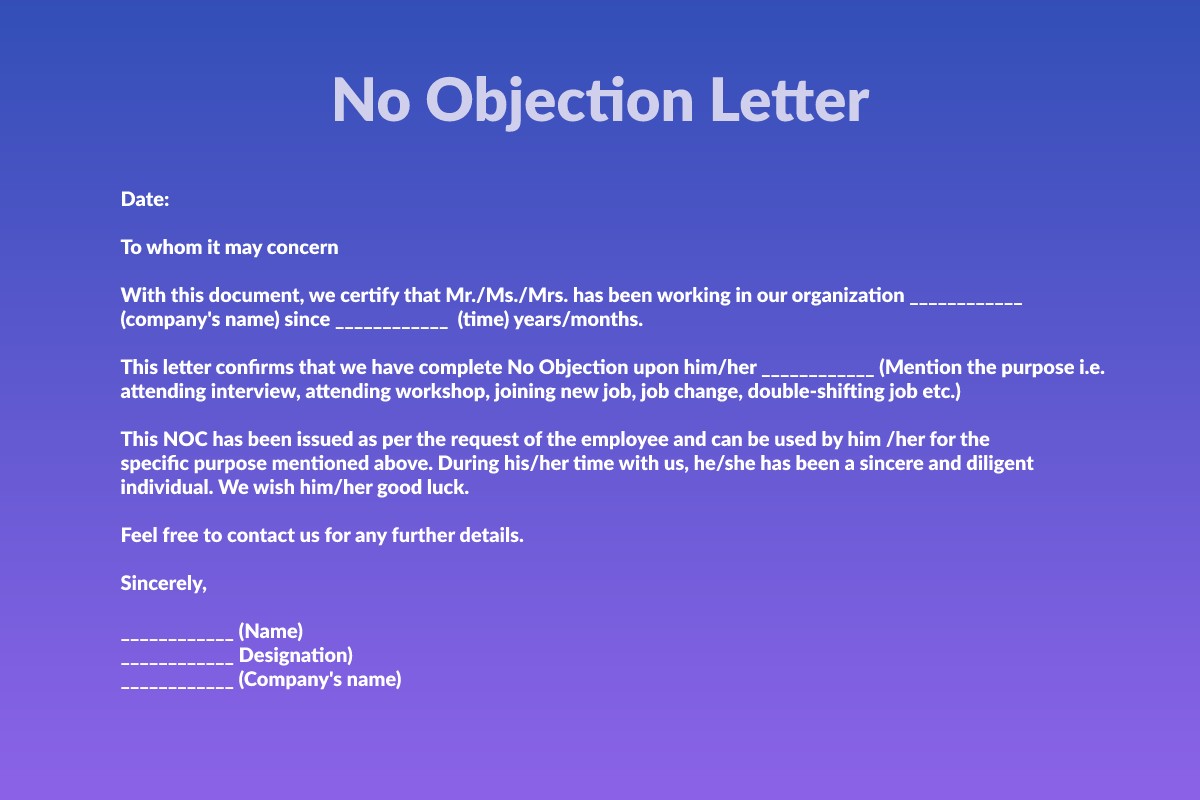 No Objection Letter
Date:
To whom it may concern
With this document, we certify that Mr./Ms./Mrs. has been working in our organization ____________
(company's name) since ____________ (time) years/months.
This letter confirms that we have complete No Objection upon him/her ____________ (Mention the purpose i.e.
attending interview, attending workshop, joining new job, job change, double-shifting job etc.)
This NOC has been issued as per the request of the employee and can be used by him /her for the
specific purpose mentioned above. During his/her time with us, he/she has been a sincere and diligent
individual. We wish him/her good luck.
Feel free to contact us for any further details.
Sincerely,
____________ (Name)
____________ Designation)
____________ (Company's name)